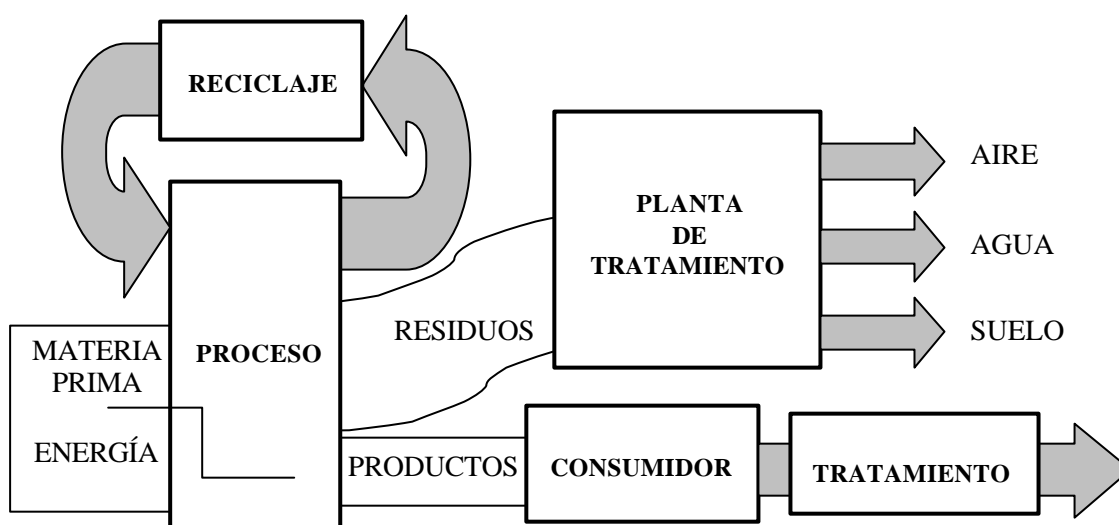 RECICLAJE
AIRE
PLANTA
DE
TRATAMIENTO
AGUA
RESIDUOS
SUELO
MATERIA
PRIMA
PROCESO
ENERGÍA
PRODUCTOS
CONSUMIDOR
TRATAMIENTO